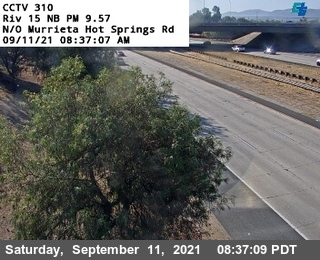 CCTV 310
Riv 15 NB PM 9.57
N/O Murrieta Hot Springs Rd
09/11/21 08:37:07 AM
Saturday, September 11, 2021 08:37:09 PDT